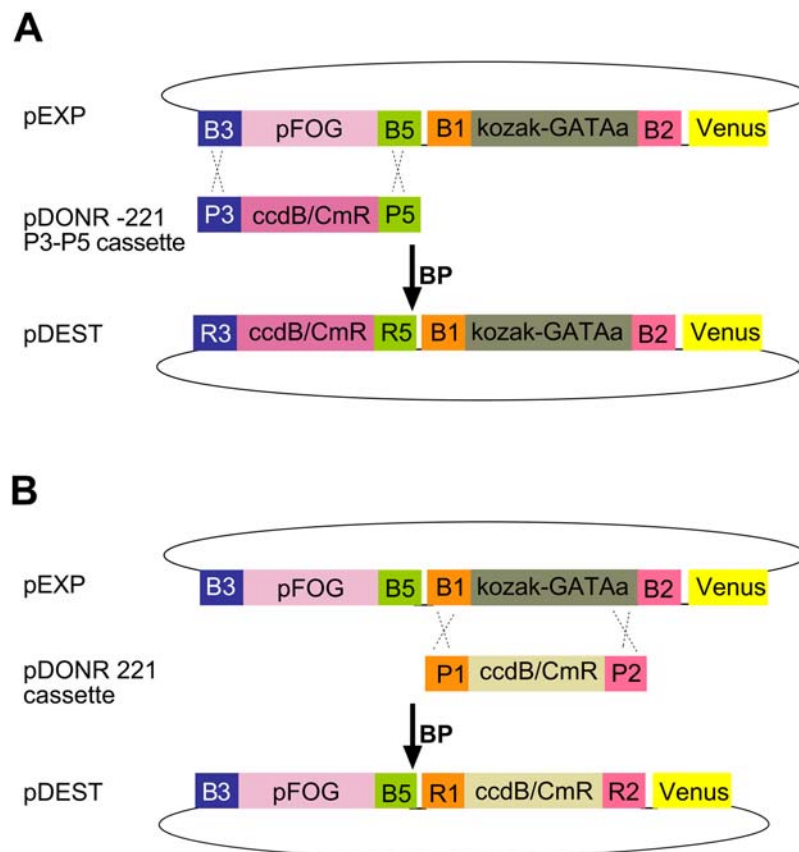 A
pEXP
B3 pFOG B5 B1 kozak-GATAa B2 Venus
pDONR -221
P3-P5 cassette
P3 ccdB/CmR P5
BP
pDEST
R3 ccdB/CmR R5 B1 kozak-GATAa B2 Venus
B
pEXP
B3 pFOG B5 B1 kozak-GATAa B2 Venus
pDONR 221
cassette
P1 ccdB/CmR P2
BP
pDEST
B3 pFOG B5 R1 ccdB/CmR R2 Venus